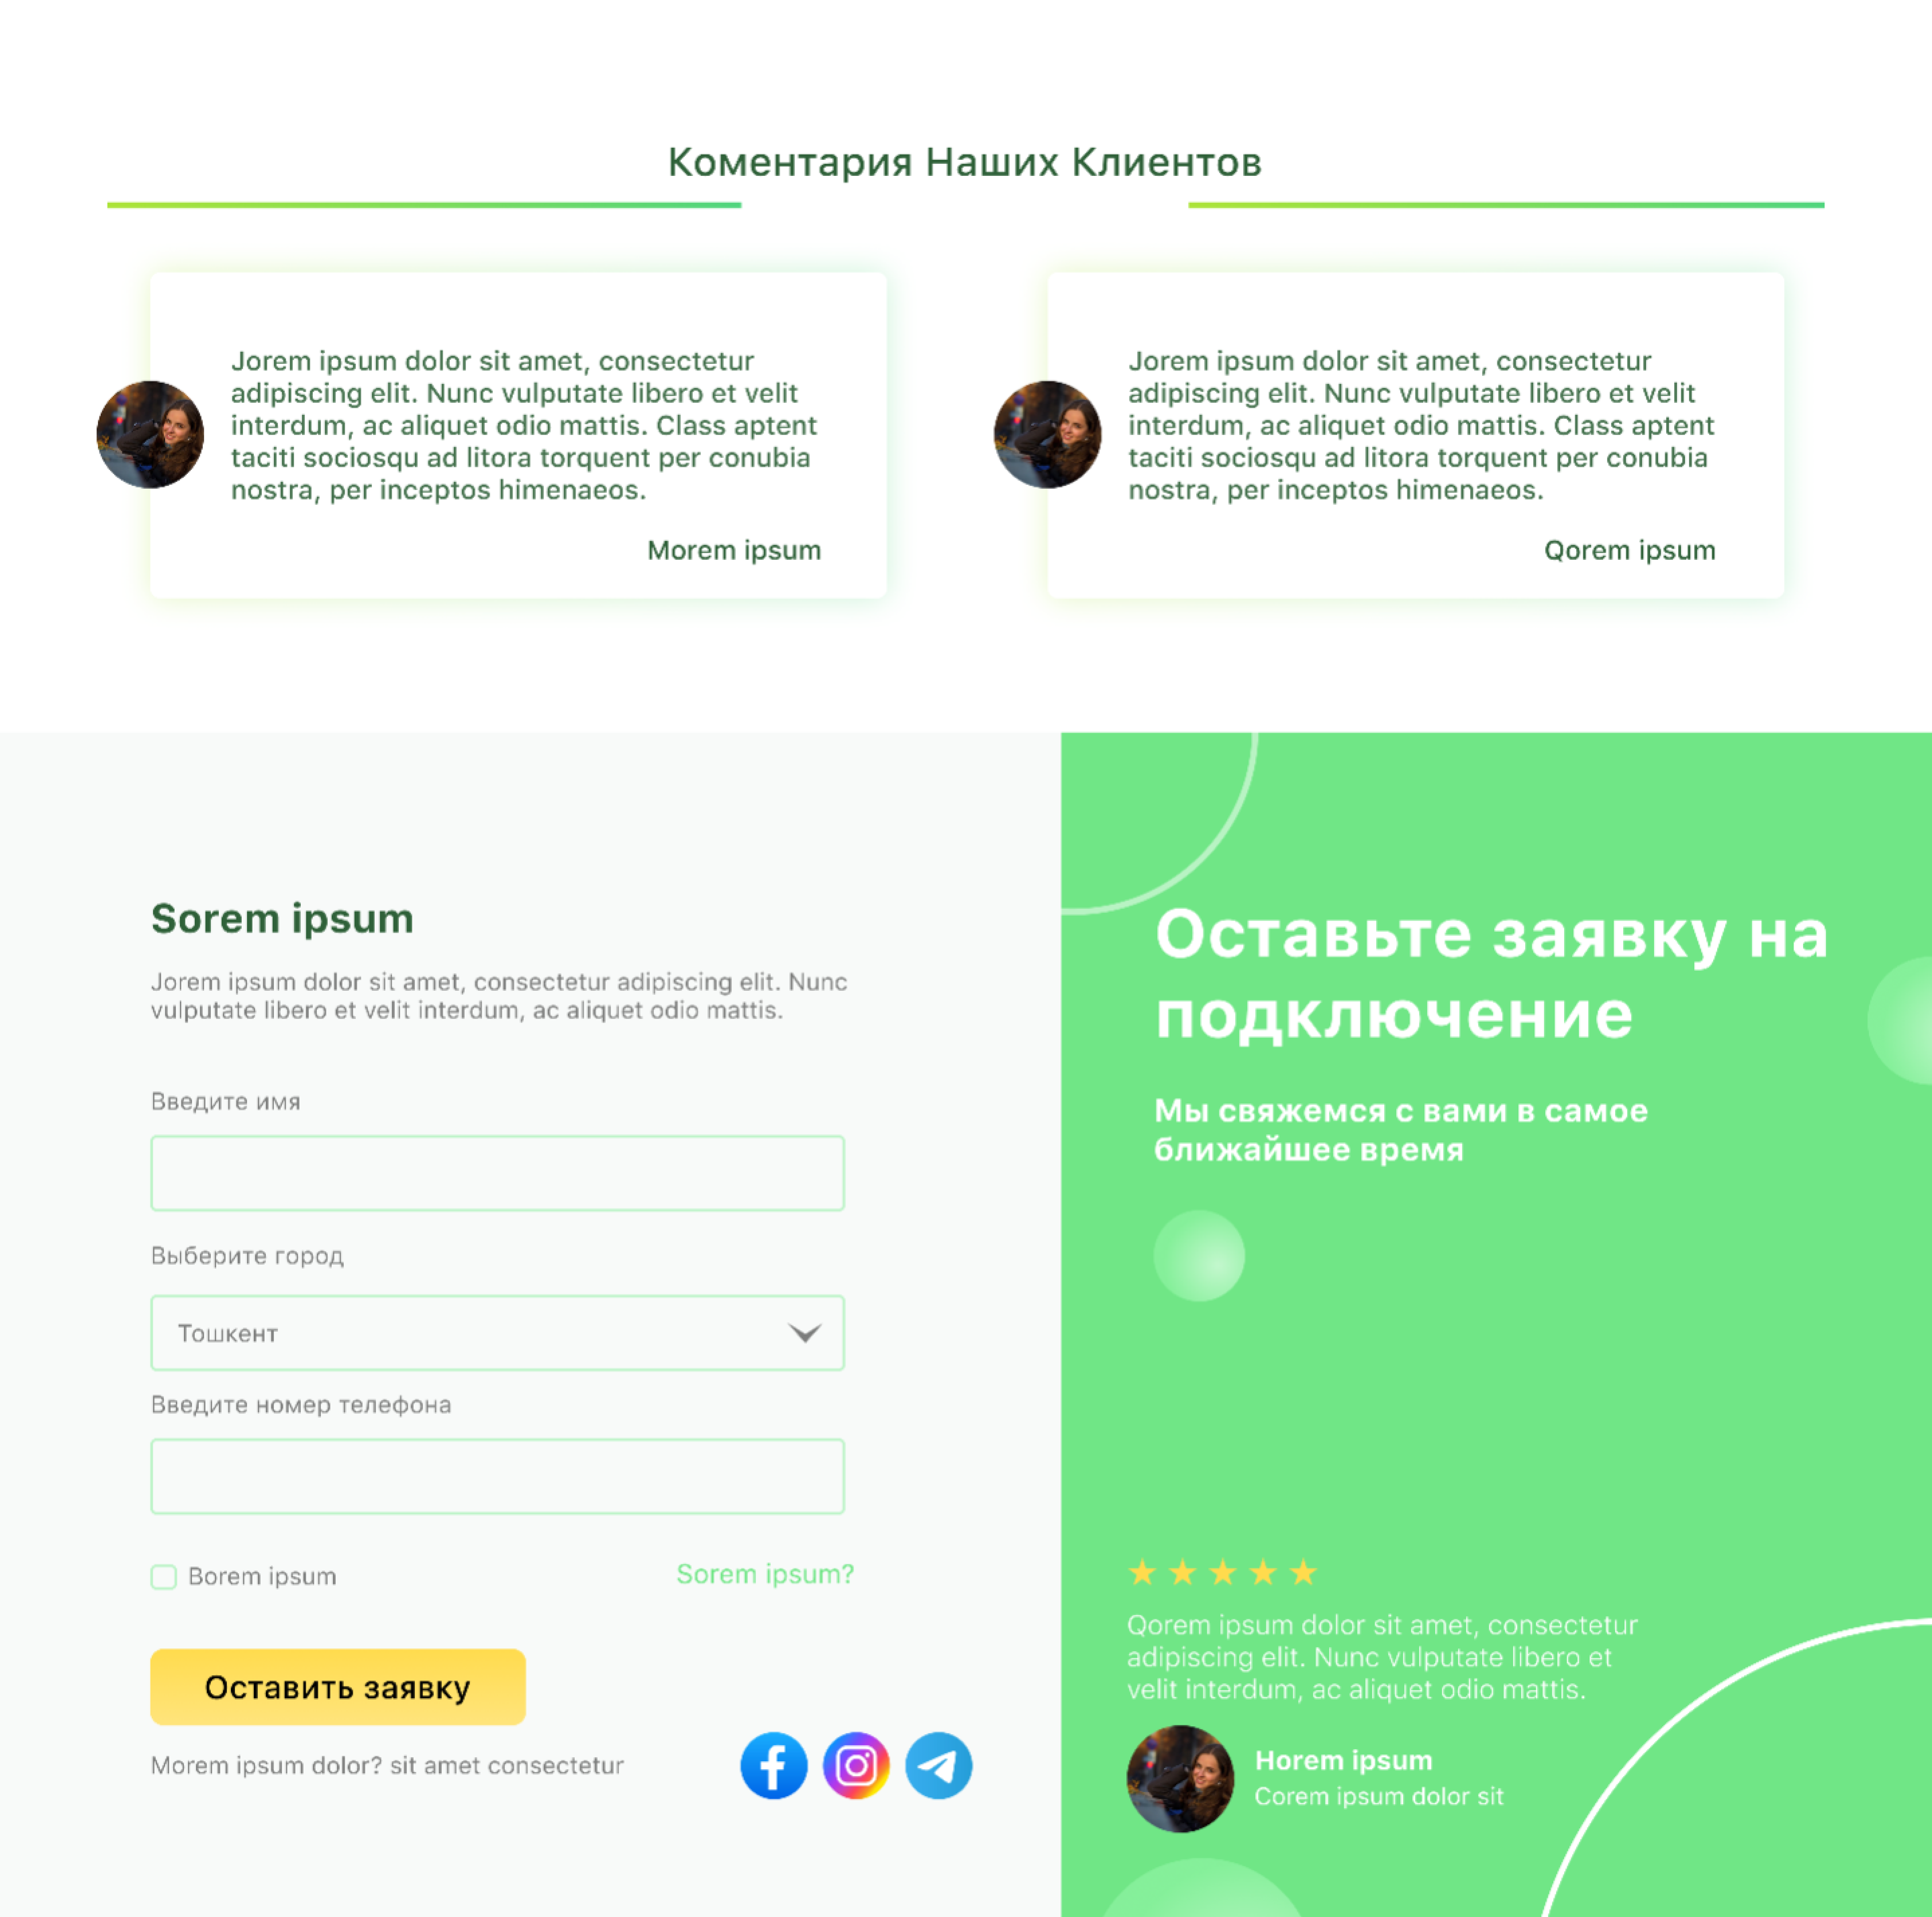 Коментария Наших Клиентов
Jorem ipsum dolor sit amet, consectetur
adipiscing elit. Nunc vulputate libero et velit
interdum, ac aliquet odio mattis. Class aptent
taciti sociosqu ad litora torquent per conubia
nostra, per inceptos himenaeos.
Morem ipsum
Jorem ipsum dolor sit amet, consectetur
adipiscing elit. Nunc vulputate libero et velit
interdum, ac aliquet odio mattis. Class aptent
taciti sociosqu ad litora torquent per conubia
nostra, per inceptos himenaeos.
Qorem ipsum
Sorem ipsum
Jorem ipsum dolor sit amet, consectetur adipiscing elit. Nunc
vulputate libero et velit interdum, ac aliquet odio mattis.
Введите имя
Выберите город
Тошкент
Введите номер телефона
Borem ipsum
Sorem ipsum?
Оставить заявку
Morem ipsum dolor? sit amet consectetur
Оставьте заявку на
подключение
Мы свяжемся с вами в самое
ближайшее время
Qorem ipsum dolor sit amet, consectetur
adipiscing elit. Nunc vulputate libero et
velit interdum, ac aliquet odio mattis.
Horem ipsum
Corem ipsum dolor sit